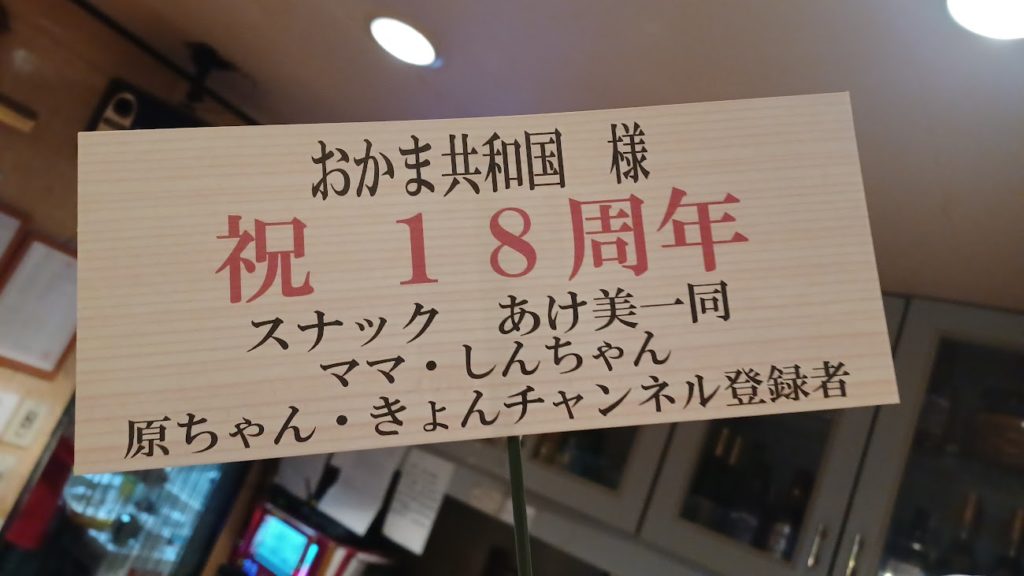 おかま共和国　様
祝　１８周年
スナック　あけ美一同
ママ・しんちゃん
原ちゃん・きょんチャンネル登録者